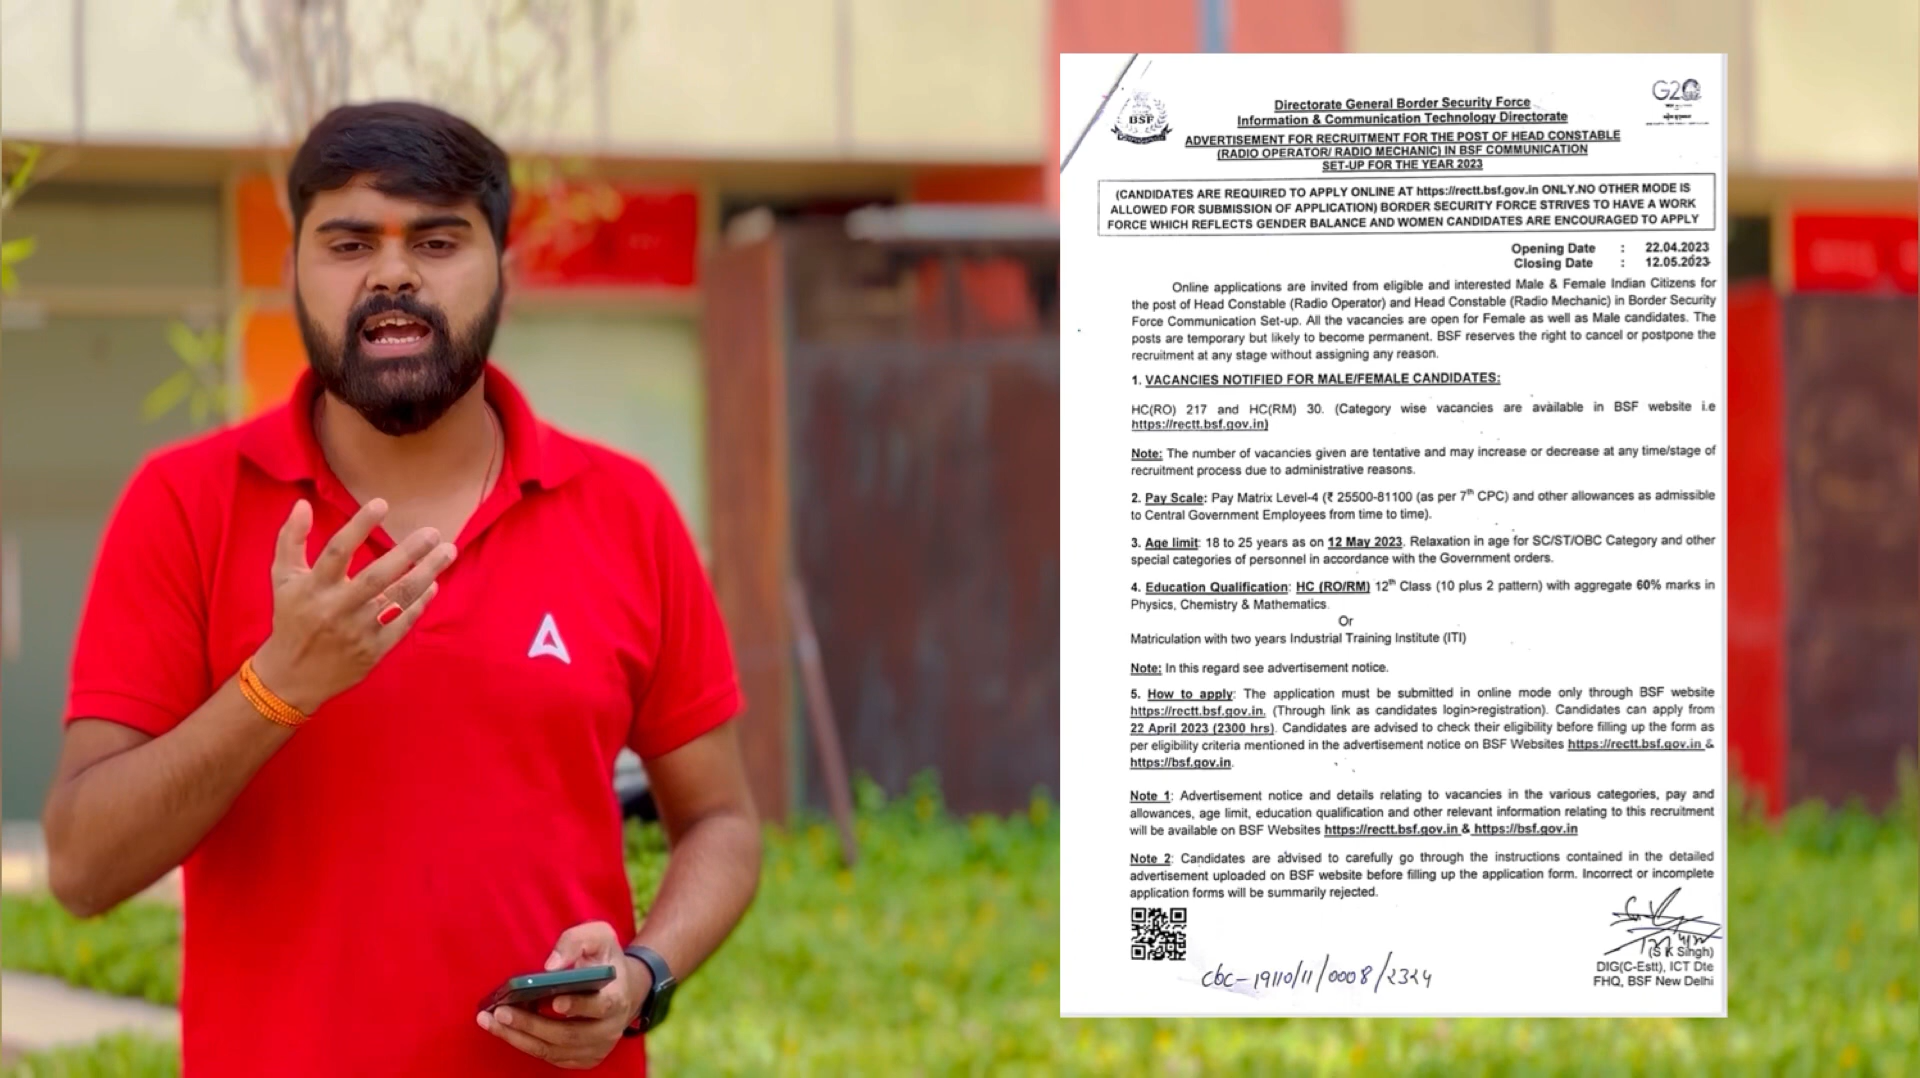 BSF
G20
Directorate General Border Security Force
Information & Communication Technology Directorate
ADVERTISEMENT FOR RECRUITMENT FOR THE POST OF HEAD CONSTABLE
(RADIO OPERATOR/ RADIO MECHANIC) IN BSF COMMUNICATION
SET-UP FOR THE YEAR 2023
(CANDIDATES ARE REQUIRED TO APPLY ONLINE AT https://rectt.bsf.gov.in ONLY.NO OTHER MODE IS
ALLOWED FOR SUBMISSION OF APPLICATION) BORDER SECURITY FORCE STRIVES TO HAVE A WORK
FORCE WHICH REFLECTS GENDER BALANCE AND WOMEN CANDIDATES ARE ENCOURAGED TO APPLY
Opening Date : 22.04.2023
Closing Date : 12.05.2023
Online applications are invited from eligible and interested Male & Female Indian Citizens for
the post of Head Constable (Radio Operator) and Head Constable (Radio Mechanic) in Border Security
Force Communication Set-up. All the vacancies are open for Female as well as Male candidates. The
posts are temporary but likely to become permanent. BSF reserves the right to cancel or postpone the
recruitment at any stage without assigning any reason.
1. VACANCIES NOTIFIED FOR MALE/FEMALE CANDIDATES:
HC(RO) 217 and HC(RM) 30. (Category wise vacancies are available in BSF website i.e
https://rectt.bsf.gov.in)
Note: The number of vacancies given are tentative and may increase or decrease at any time/stage of
recruitment process due to administrative reasons.
2. Pay Scale: Pay Matrix Level-4 (₹ 25500-81100 (as per 7th CPC) and other allowances as admissible
to Central Government Employees from time to time).
3. Age limit: 18 to 25 years as on 12 May 2023. Relaxation in age for SC/ST/OBC Category and other
special categories of personnel in accordance with the Government orders.
4. Education Qualification: HC (RO/RM) 12th Class (10 plus 2 pattern) with aggregate 60% marks in
Physics, Chemistry & Mathematics.
Or
Matriculation with two years Industrial Training Institute (ITI)
Note: In this regard see advertisement notice.
5. How to apply: The application must be submitted in online mode only through BSF website
https://rectt.bsf.gov.in. (Through link as candidates login>registration). Candidates can apply from
22 April 2023 (2300 hrs). Candidates are advised to check their eligibility before filling up the form as
per eligibility criteria mentioned in the advertisement notice on BSF Websites https://rectt.bsf.gov.in &
https://bsf.gov.in.
Note 1: Advertisement notice and details relating to vacancies in the various categories, pay and
allowances, age limit, education qualification and other relevant information relating to this recruitment
will be available on BSF Websites https://rectt.bsf.gov.in & https://bsf.gov.in
Note 2: Candidates are advised to carefully go through the instructions contained in the detailed
advertisement uploaded on BSF website before filling up the application form. Incorrect or incomplete
application forms will be summarily rejected.
(S K Singh)
DIG(C-Estt), ICT Dte
FHQ, BSF New Delhi
cbc-19110/11/0008/2324